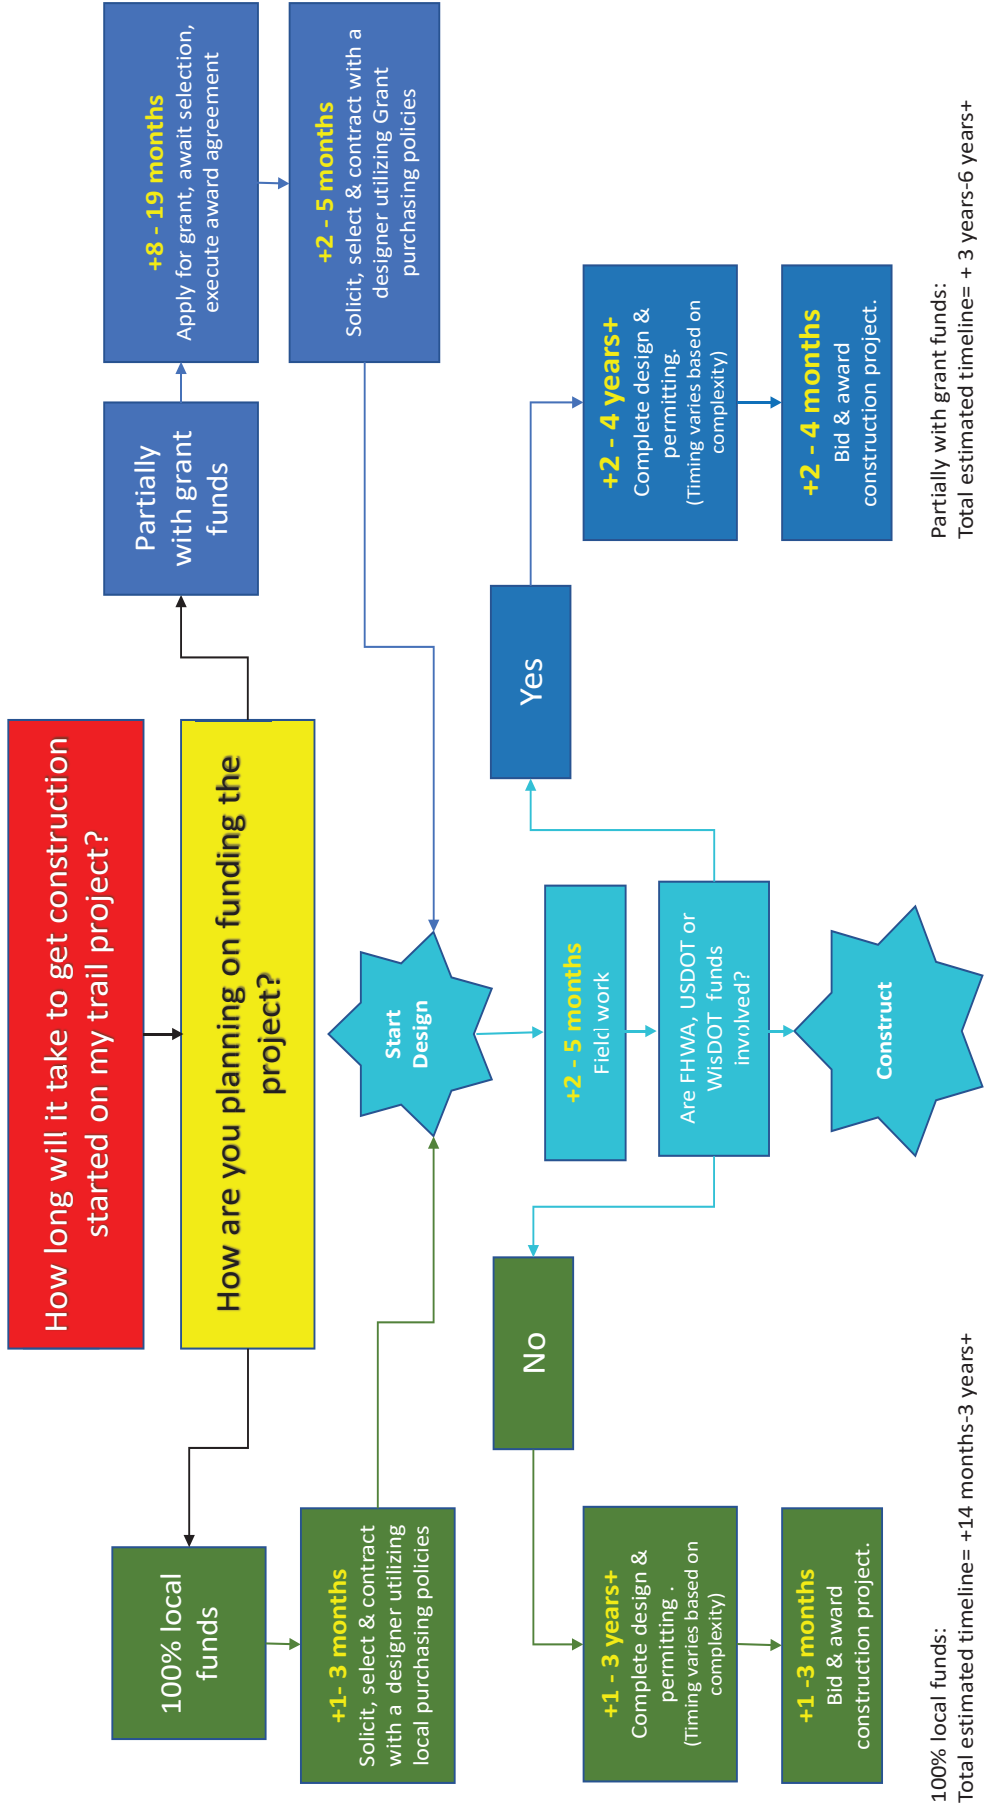 How long will it take to get construction
started on my trail project?
How are you planning on funding the
project?
100% local
funds
Partially
with grant
funds
+1- 3 months
Solicit, select & contract
with a designer utilizing
local purchasing policies
+8 - 19 months
Apply for grant, await selection,
execute award agreement
+2 - 5 months
Solicit, select & contract with a
designer utilizing Grant
purchasing policies
Start
Design
+2 - 5 months
Field work
Are FHWA, USDOT or
WisDOT funds
involved?
No
Yes
+1 - 3 years+
Complete design &
permitting .
(Timing varies based on
complexity)
+1 -3 months
Bid & award
construction project.
+2 - 4 years+
Complete design &
permitting.
(Timing varies based on
complexity)
+2 - 4 months
Bid & award
construction project.
Construct
100% local funds:
Total estimated timeline= +14 months-3 years+
Partially with grant funds:
Total estimated timeline= + 3 years-6 years+